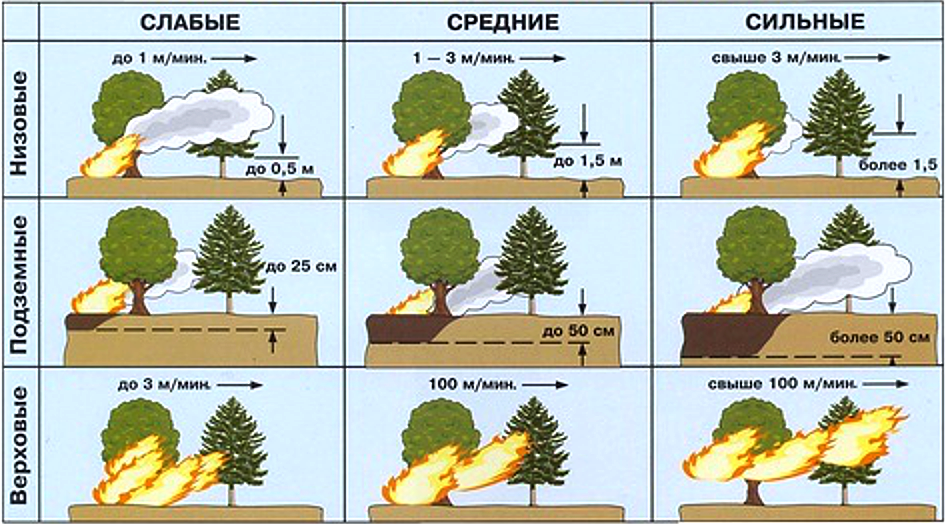 СЛАБЫЕ
СРЕДНИЕ
СИЛЬНЫЕ
Низовые
до 1 м/мин.
до 0,5 м
1 – 3 м/мин.
до 1,5 м
свыше 3 м/мин.
более 1,5
Подземные
до 25 см
до 50 см
более 50 см
Верховые
до 3 м/мин.
100 м/мин.
свыше 100 м/мин.